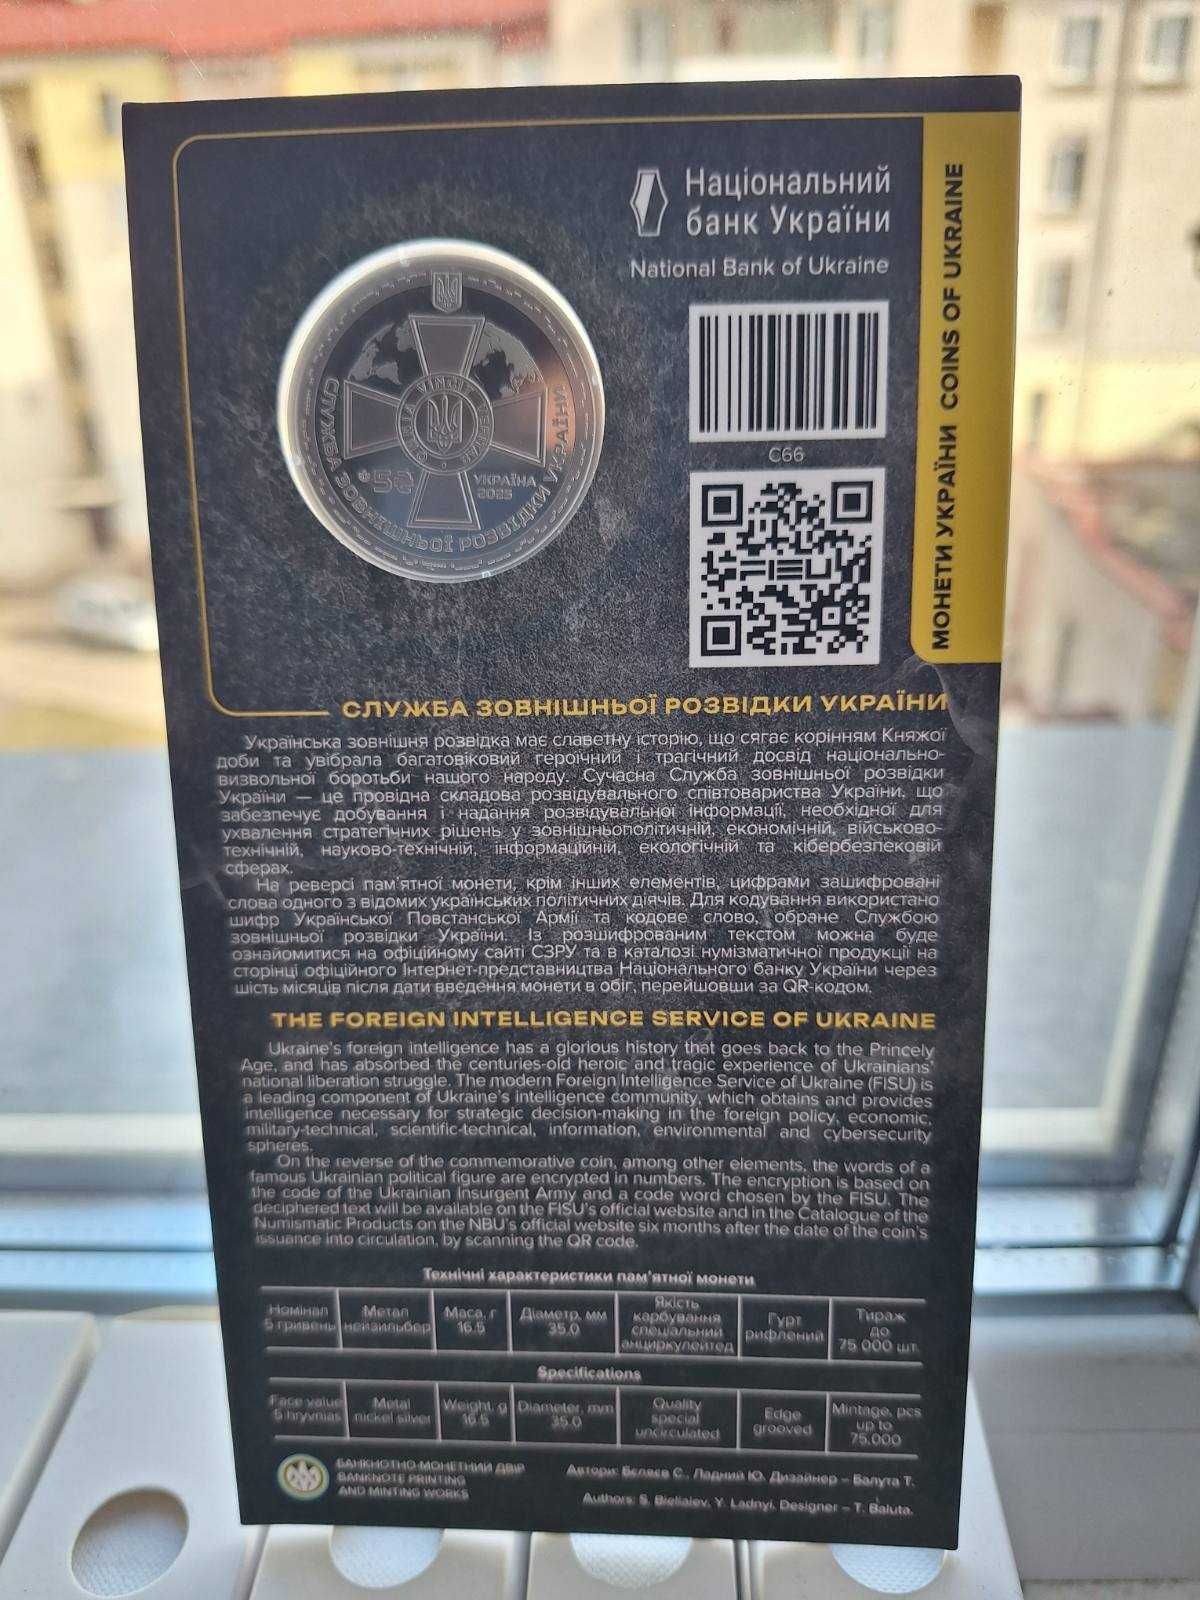 Національний
банк України
National Bank of Ukraine
МОНЕТИ УКРАЇНИ COINS OF UKRAINE
СЛУЖБА ЗОВНІШНЬОЇ РОЗВІДКИ УКРАЇНИ
5₴
УКРАЇНА
2025
C66
FISU
СЛУЖБА ЗОВНІШНЬОЇ РОЗВІДКИ УКРАЇНИ
Українська зовнішня розвідка має славетну історію, що сягає корінням Княжої
доби та увібрала багатовіковий героїчний і трагічний досвід національно-
визвольної боротьби нашого народу. Сучасна Служба зовнішньої розвідки
України — це провідна складова розвідувального співтовариства України, що
забезпечує добування і надання розвідувальної інформації, необхідної для
ухвалення стратегічних рішень у зовнішньополітичній, економічній, військово-
технічній, науково-технічній, інформаційній, екологічній та кібербезпековій
сферах.
На реверсі пам'ятної монети, крім інших елементів, цифрами зашифровані
слова одного з відомих українських політичних діячів. Для кодування використано
шифр Української Повстанської Армії та кодове слово, обране Службою
зовнішньої розвідки України. Із розшифрованим текстом можна буде
ознайомитися на офіційному сайті СЗРУ та в каталозі нумізматичної продукції на
сторінці офіційного Інтернет-представництва Національного банку України через
шість місяців після дати введення монети в обіг, перейшовши за QR-кодом.
THE FOREIGN INTELLIGENCE SERVICE OF UKRAINE
Ukraine's foreign intelligence has a glorious history that goes back to the Princely
Age, and has absorbed the centuries-old heroic and tragic experience of Ukrainians'
national liberation struggle. The modern Foreign Intelligence Service of Ukraine (FISU) is
a leading component of Ukraine's intelligence community, which obtains and provides
intelligence necessary for strategic decision-making in the foreign policy, economic,
military-technical, scientific-technical, information, environmental and cybersecurity
spheres.
On the reverse of the commemorative coin, among other elements, the words of a
famous Ukrainian political figure are encrypted in numbers. The encryption is based on
the code of the Ukrainian Insurgent Army and a code word chosen by the FISU. The
deciphered text will be available on the FISU's official website and in the Catalogue of the
Numismatic Products on the NBU's official website six months after the date of the coin's
issuance into circulation, by scanning the QR code.
Технічні характеристики пам'ятної монети
Номінал 5 гривень
Метал нейзильбер
Маса, г 16.5
Діаметр, мм 35.0
Якість карбування спеціальний анциркулейтед
Гурт рифлений
Тираж до 75 000 шт.
Specifications
Face value 5 hryvnias
Metal nickel silver
Weight, g 16.5
Diameter, mm 35.0
Quality special uncirculated
Edge grooved
Mintage, pcs up to 75.000
БАНКНОТНО-МОНЕТНИЙ ДВІР
BANKNOTE PRINTING
AND MINTING WORKS
Автори: Бєляєв С., Ладний Ю. Дизайнер – Балута Т.
Authors: S. Bieliaiev, Y. Ladnyi. Designer – T. Baluta.